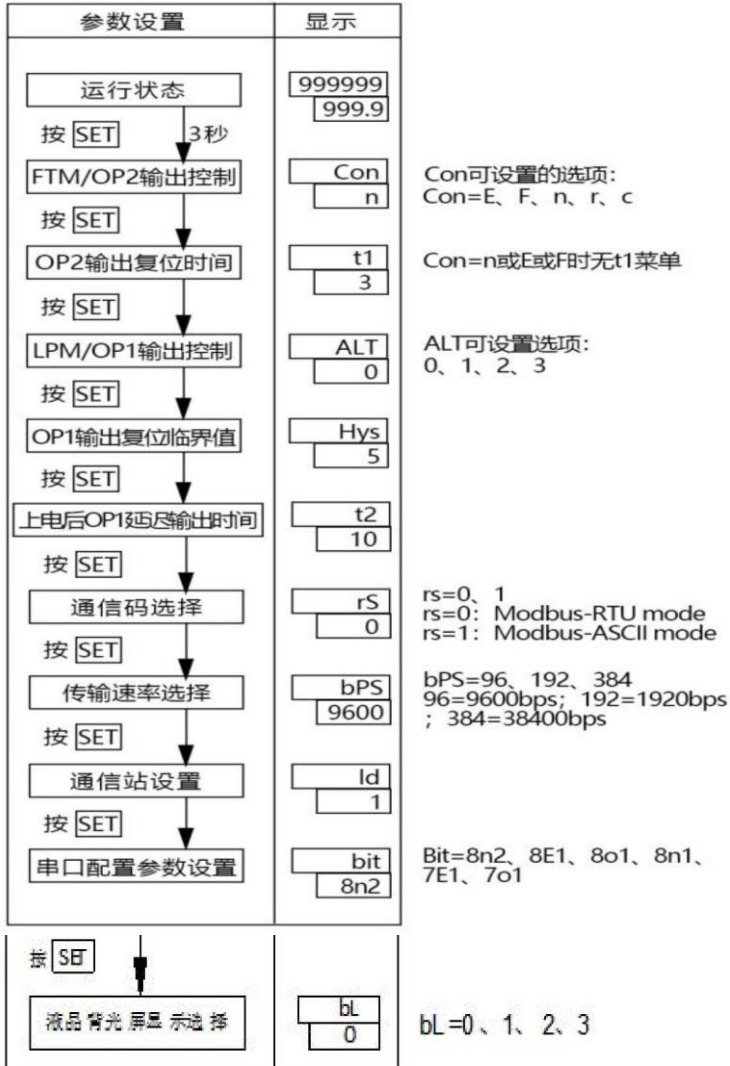 参数设置 显示
运行状态 999999
999.9
按 SET 3秒
FTM/OP2输出控制 Con Con可设置的选项：
n Con=E、F、n、r、c
按 SET
OP2输出复位时间 t1 Con=n或E或F时无t1菜单
3
按 SET
LPM/OP1输出控制 ALT ALT可设置选项：
0 0、1、2、3
按 SET
OP1输出复位临界值 Hys
5
按 SET
上电后OP1延迟输出时间 t2
10
按 SET
通信码选择 rS rs=0、1
0 rs=0：Modbus-RTU mode
rs=1：Modbus-ASCII mode
按 SET
传输速率选择 bPS bPS=96、192、384
9600 96=9600bps；192=1920bps
；384=38400bps
按 SET
通信站设置 Id
1
按 SET
串口配置参数设置 bit Bit=8n2、8E1、8o1、8n1、
8n2 7E1、7o1
按 SET
液晶背光屏显示选择 bL bL=0、1、2、3
0